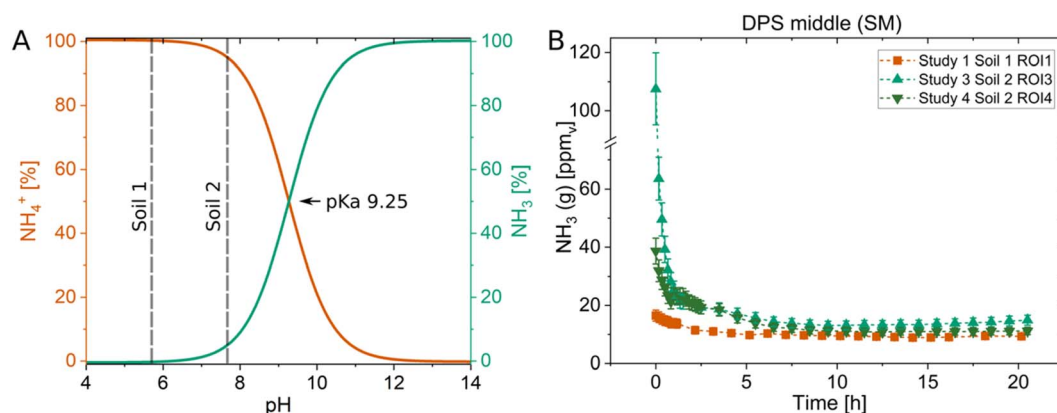 A
100
80
60
40
20
0
NH₄⁺ [%]
Soil 1
Soil 2
pKa 9.25
100
80
60
40
20
0
NH₃ [%]
4
6
8
10
12
14
pH
B
DPS middle (SM)
Study 1 Soil 1 ROI1
Study 3 Soil 2 ROI3
Study 4 Soil 2 ROI4
120
100
80
60
40
20
0
NH₃ (g) [ppmᵥ]
0
5
10
15
20
Time [h]